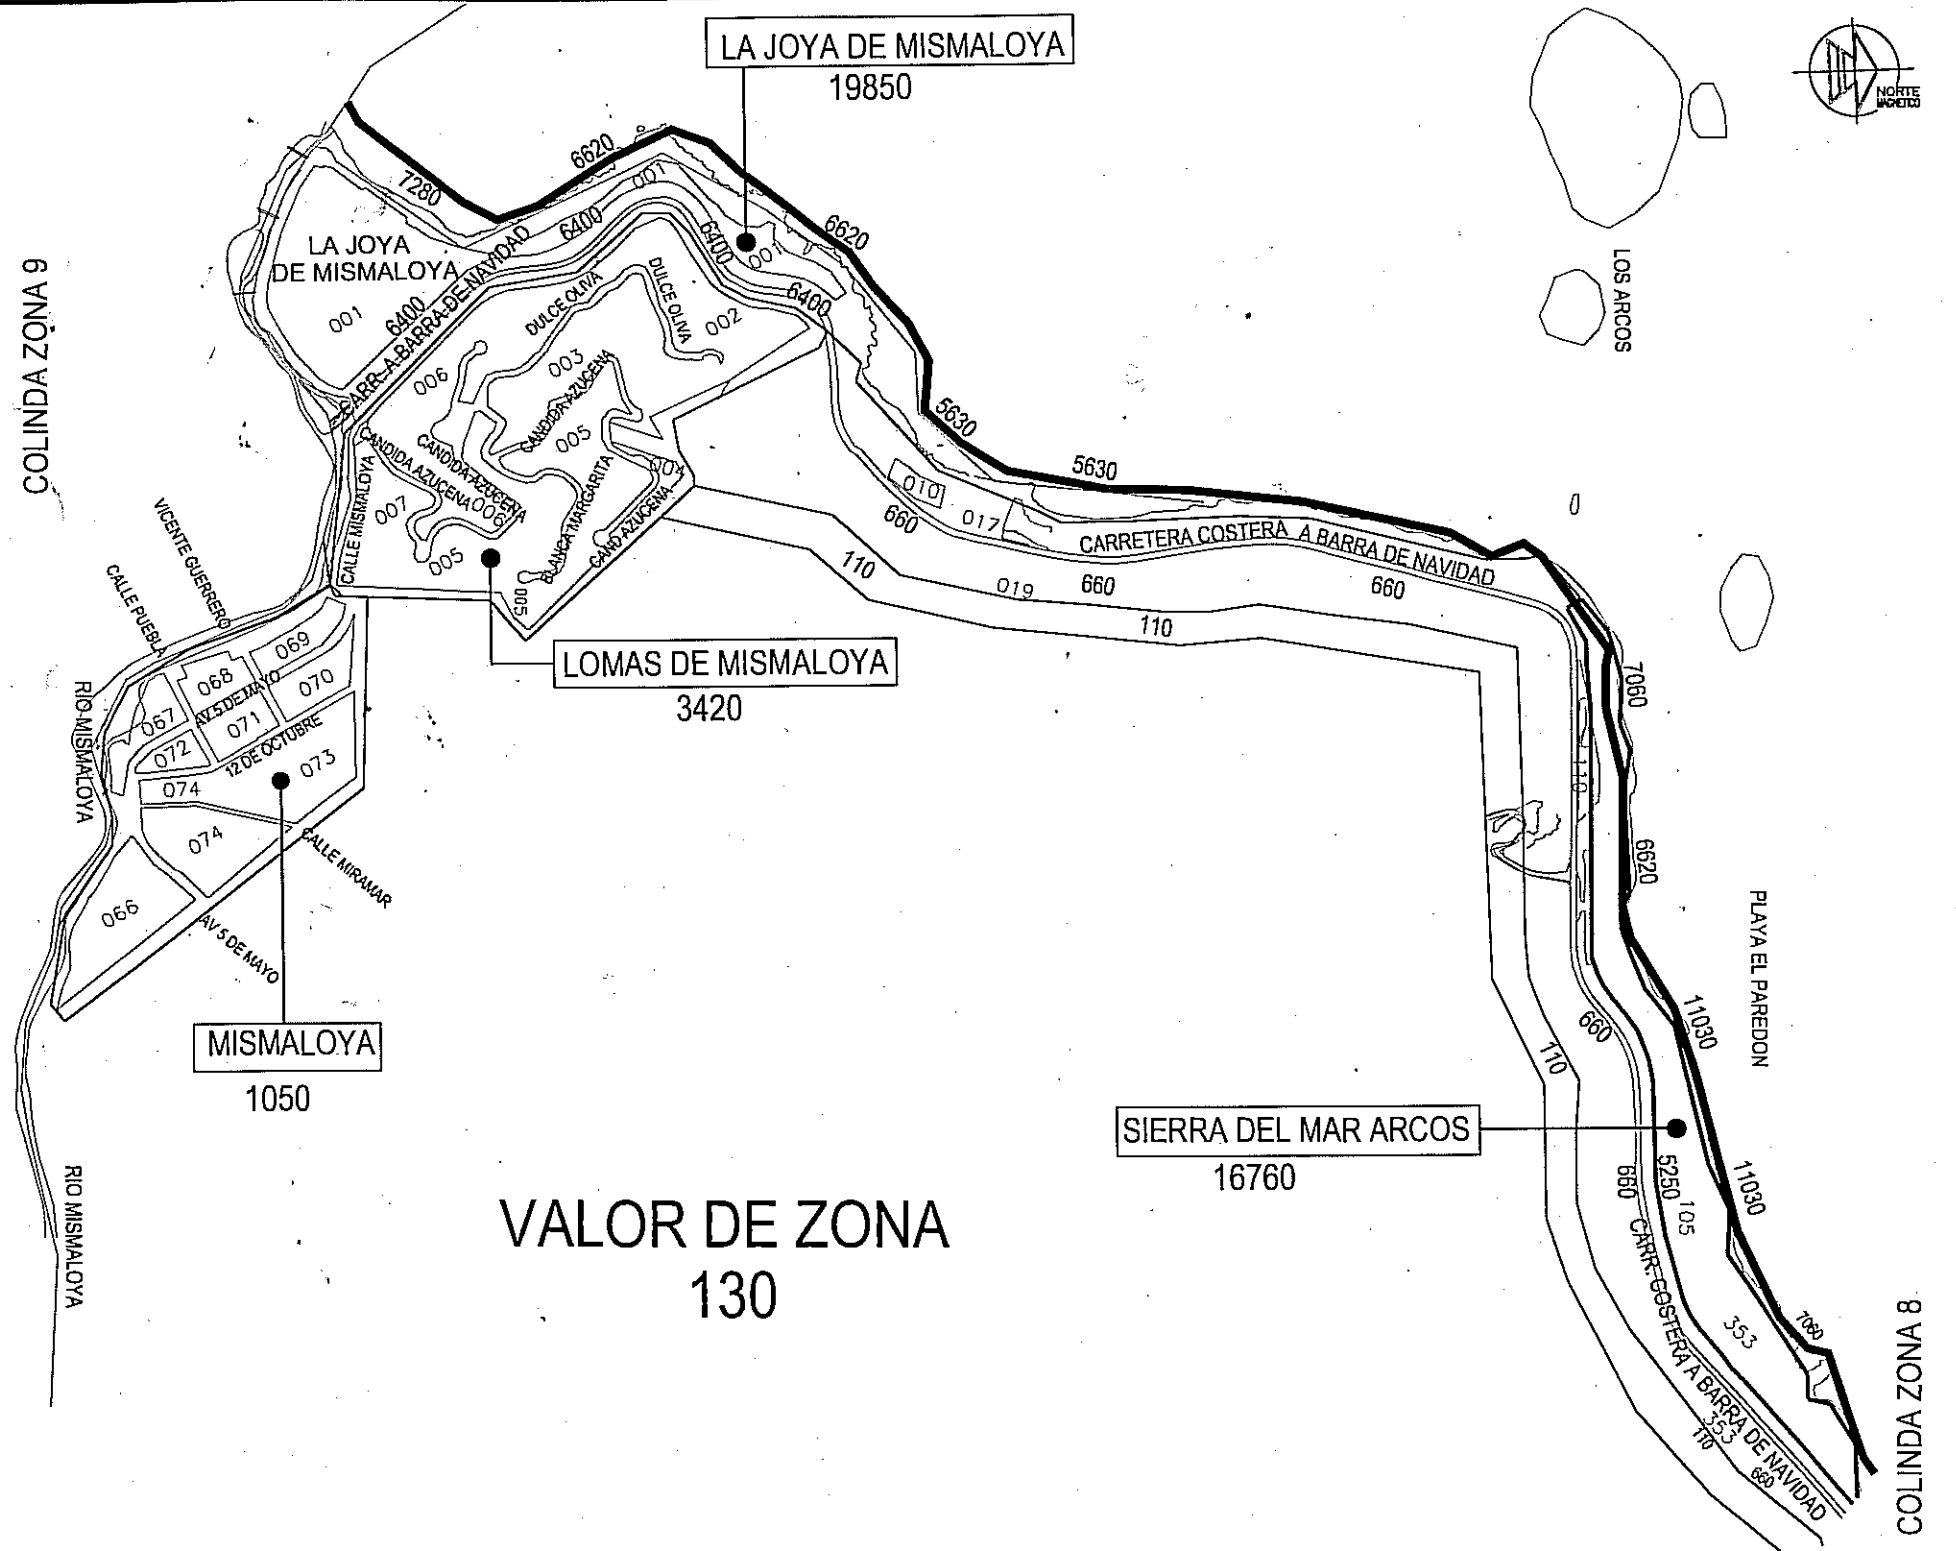 LA JOYA DE MISMALOYA
19850
NORTE
MAGNETICO
6620
7280
001
6400
6400
6620
001
LA JOYA
DE MISMALOYA
001
6400
CARR. A BARRA DE NAVIDAD
6400
DULCE OLIVA
DULCE OLIVA
002
003
006
CANDIDA AZUCENA
005
CANDIDA AZUCENA
CANDIDA AZUCENA
006
004
007
CALLE MISMALOYA
005
BLANCA MARGARITA
CAND AZUCENA
005
COLINDA ZONA 9
LOS ARCOS
5630
5630
010
017
660
CARRETERA COSTERA A BARRA DE NAVIDAD
110
019
660
660
110
VICENTE GUERRERO
CALLE PUEBLA
RIO MISMALOYA
069
068
070
AV. 5 DE MAYO
067
071
072
12 DE OCTUBRE
073
074
074
CALLE MIRAMAR
066
AV 5 DE MAYO
LOMAS DE MISMALOYA
3420
7060
110
6620
PLAYA EL PAREDON
11030
660
110
MISMALOYA
1050
SIERRA DEL MAR ARCOS
16760
11030
5250
105
660
RIO MISMALOYA
VALOR DE ZONA
130
CARR. COSTERA A BARRA DE NAVIDAD
353
7060
353
110
660
COLINDA ZONA 8